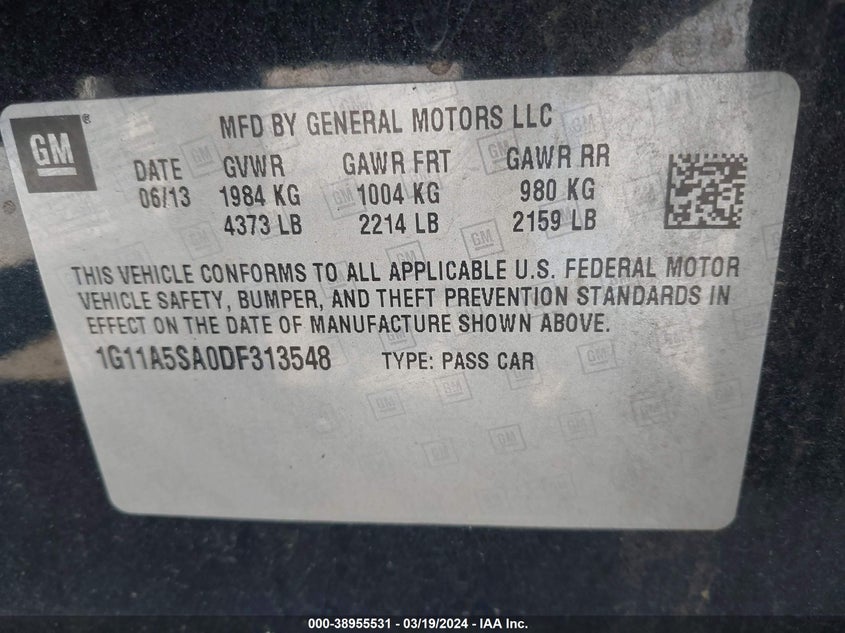 GM
®
MFD BY GENERAL MOTORS LLC
DATE GVWR GAWR FRT GAWR RR
06/13 1984 KG 1004 KG 980 KG
4373 LB 2214 LB 2159 LB
THIS VEHICLE CONFORMS TO ALL APPLICABLE U.S. FEDERAL MOTOR
VEHICLE SAFETY, BUMPER, AND THEFT PREVENTION STANDARDS IN
EFFECT ON THE DATE OF MANUFACTURE SHOWN ABOVE.
1G11A5SA0DF313548 TYPE: PASS CAR
000-38955531 - 03/19/2024 - IAA Inc.